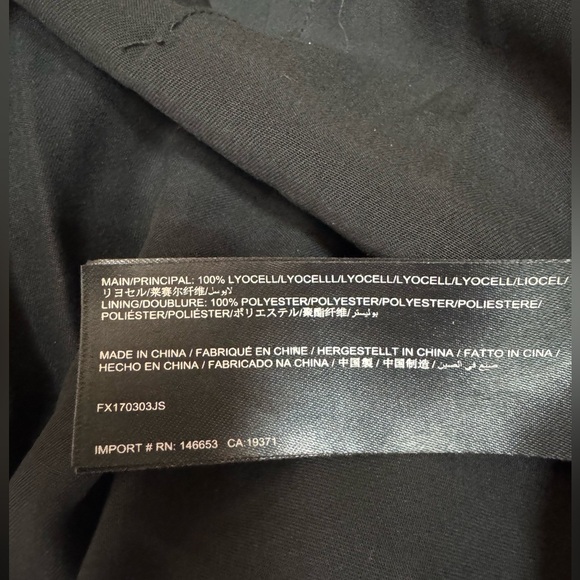 MAIN/PRINCIPAL: 100% LYOCELL/LYOCELLL/LYOCELL/LYOCELL/LYOCELL/LIOCEL/
リヨセル/莱赛尔纤维/لايوسل
LINING/DOUBLURE: 100% POLYESTER/POLYESTER/POLYESTER/POLIESTERE/
POLIÉSTER/POLIÉSTER/ポリエステル/聚酯纤维/بوليستر
MADE IN CHINA / FABRIQUÉ EN CHINE / HERGESTELLT IN CHINA / FATTO IN CINA /
HECHO EN CHINA / FABRICADO NA CHINA / 中国製 / 中国制造 / صنع في الصين
FX170303JS
IMPORT # RN: 146653 CA:19371